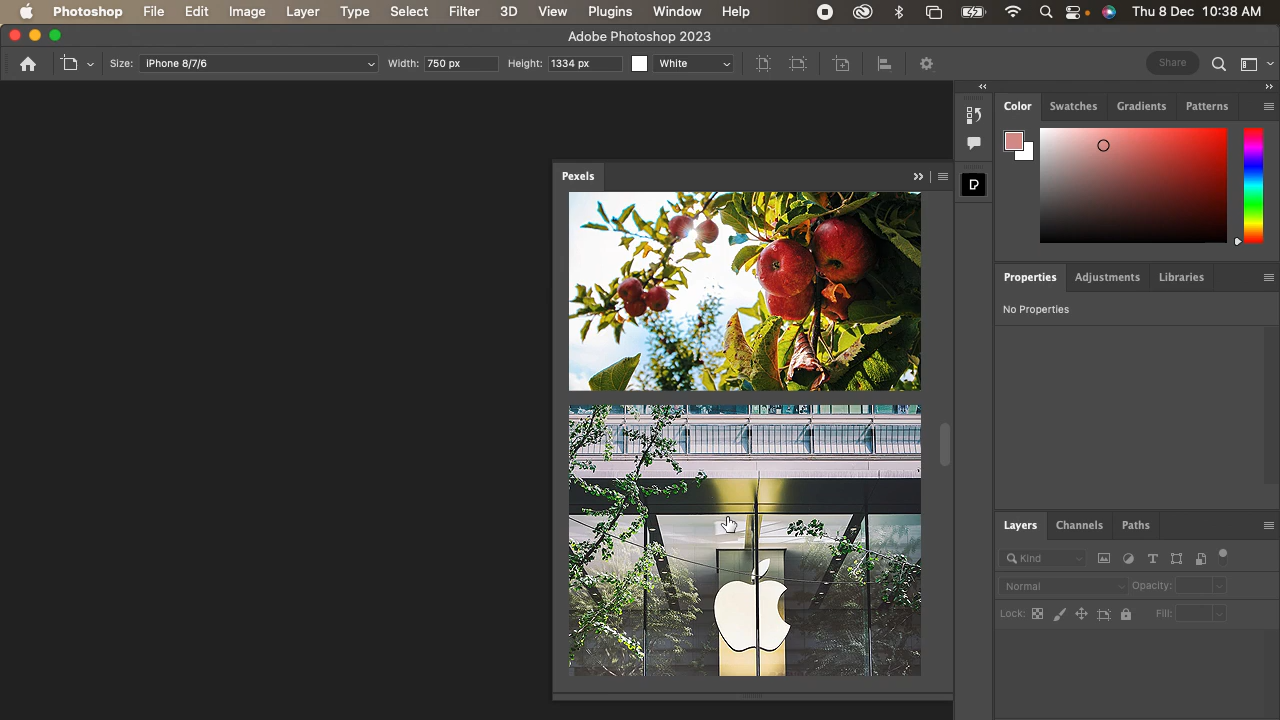 Photoshop File Edit Image Layer Type Select Filter 3D View Plugins Window Help Thu 8 Dec 10:38 AM
Adobe Photoshop 2023
Size: iPhone 8/7/6 Width: 750 px Height: 1334 px White Share
Color Swatches Gradients Patterns
Pexels
Properties Adjustments Libraries
No Properties
Layers Channels Paths
Kind
Normal Opacity:
Lock: Fill: